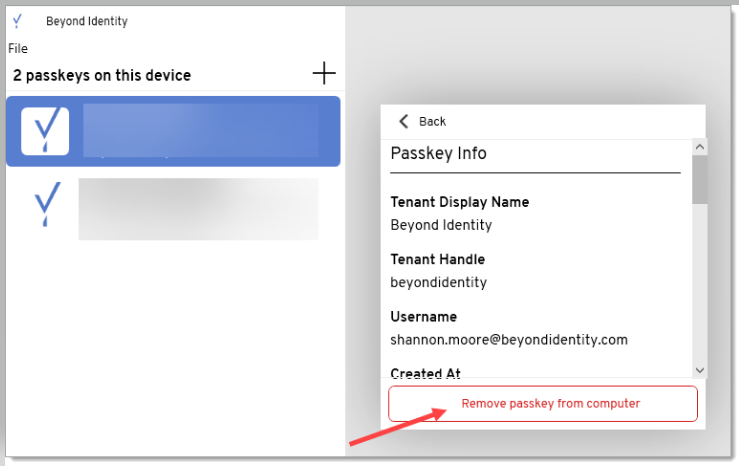 Beyond Identity
File
2 passkeys on this device
Back
Passkey Info
Tenant Display Name
Beyond Identity
Tenant Handle
beyondidentity
Username
shannon.moore@beyondidentity.com
Created At
Remove passkey from computer